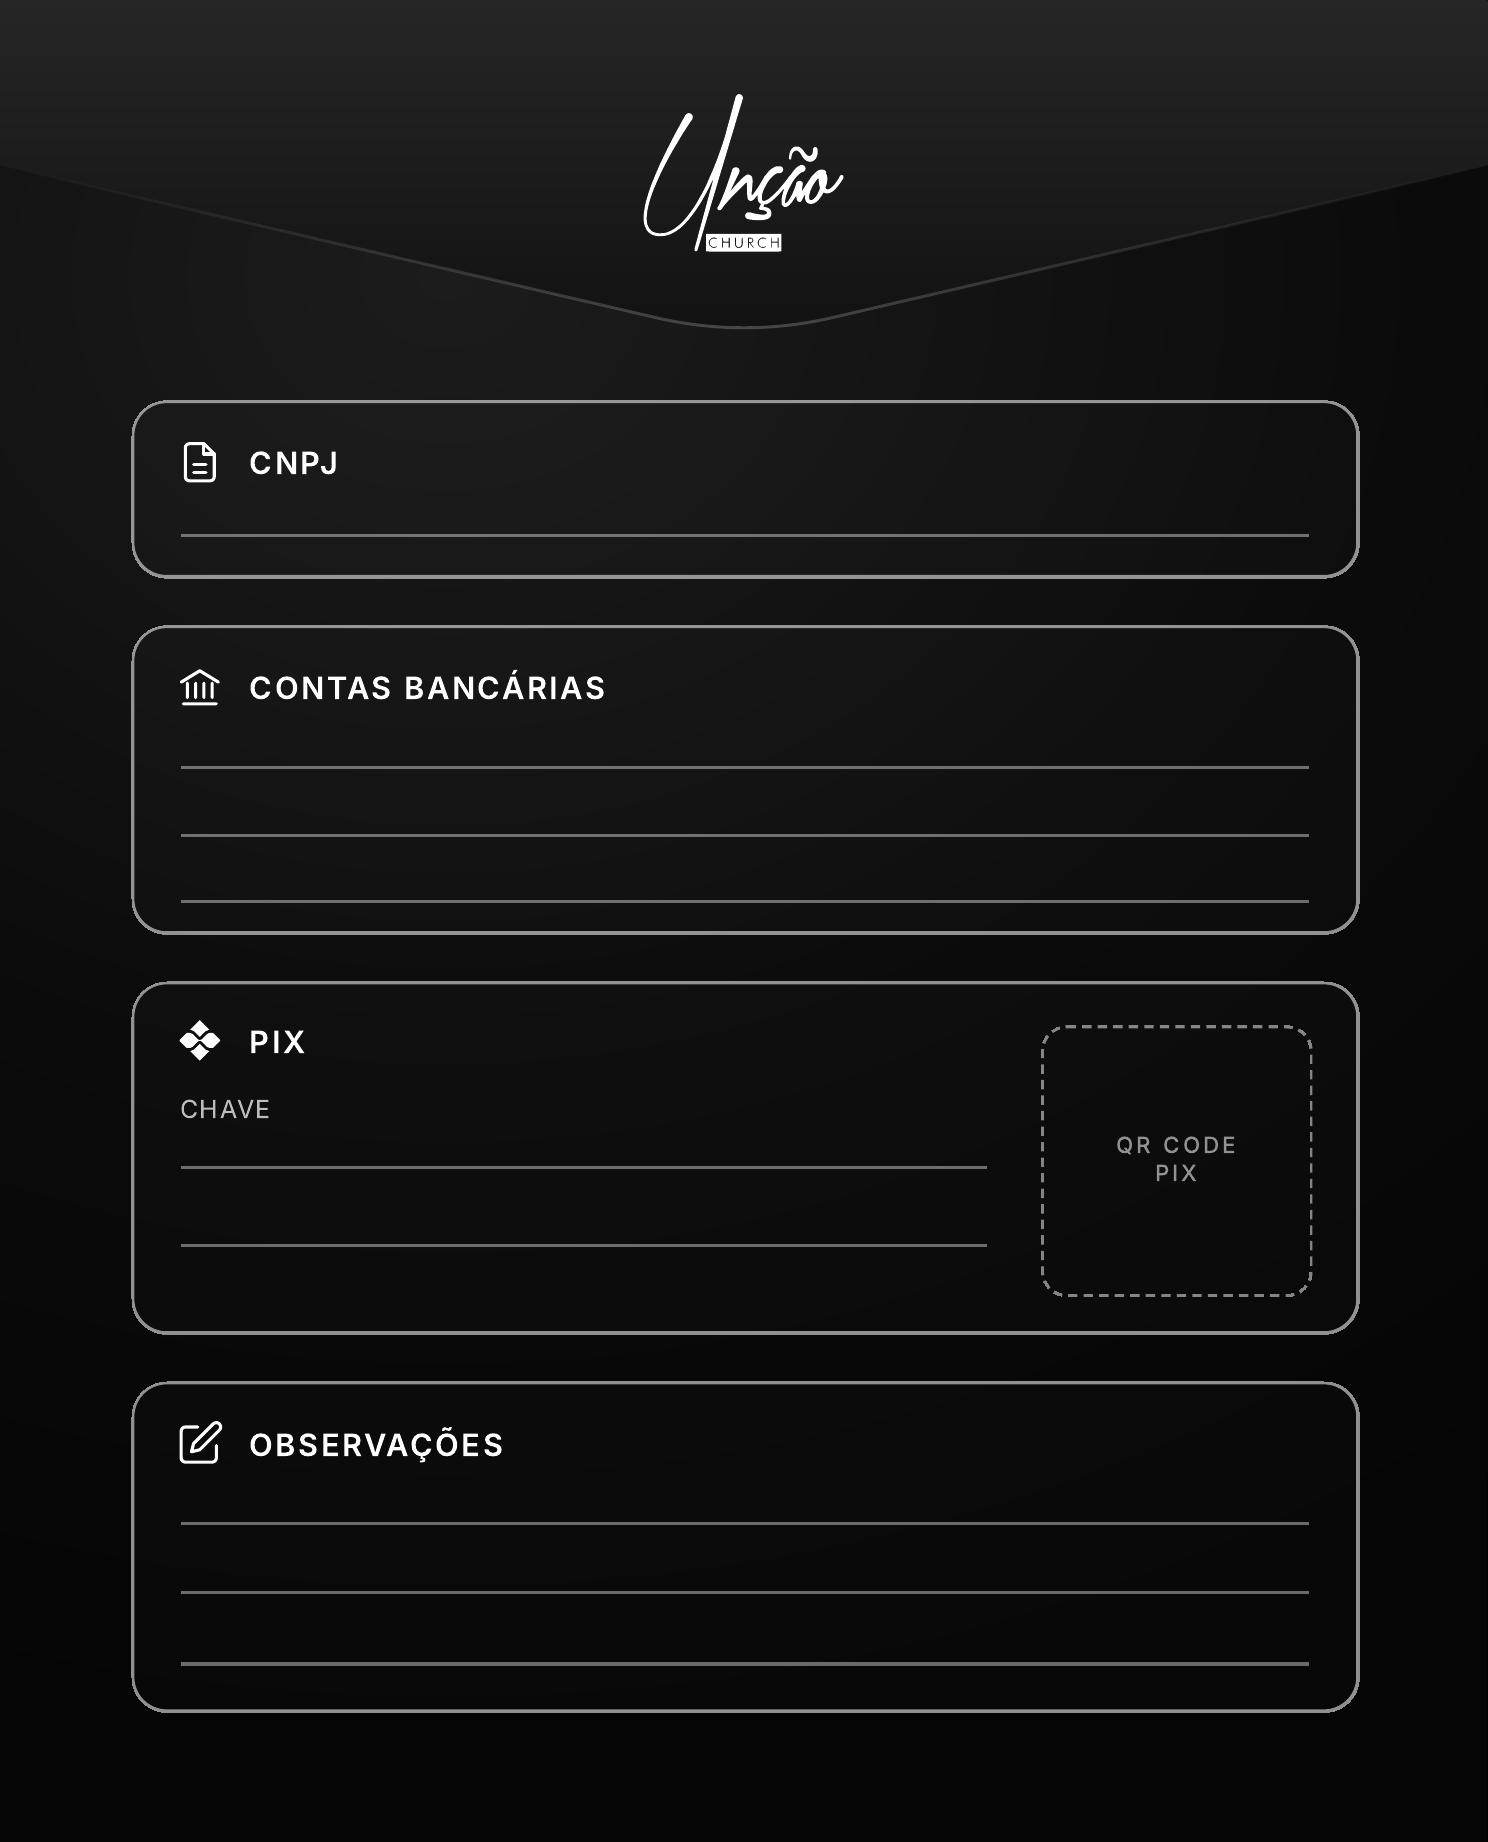 Unção
CHURCH
CNPJ
CONTAS BANCÁRIAS
PIX
CHAVE
QR CODE
PIX
OBSERVAÇÕES